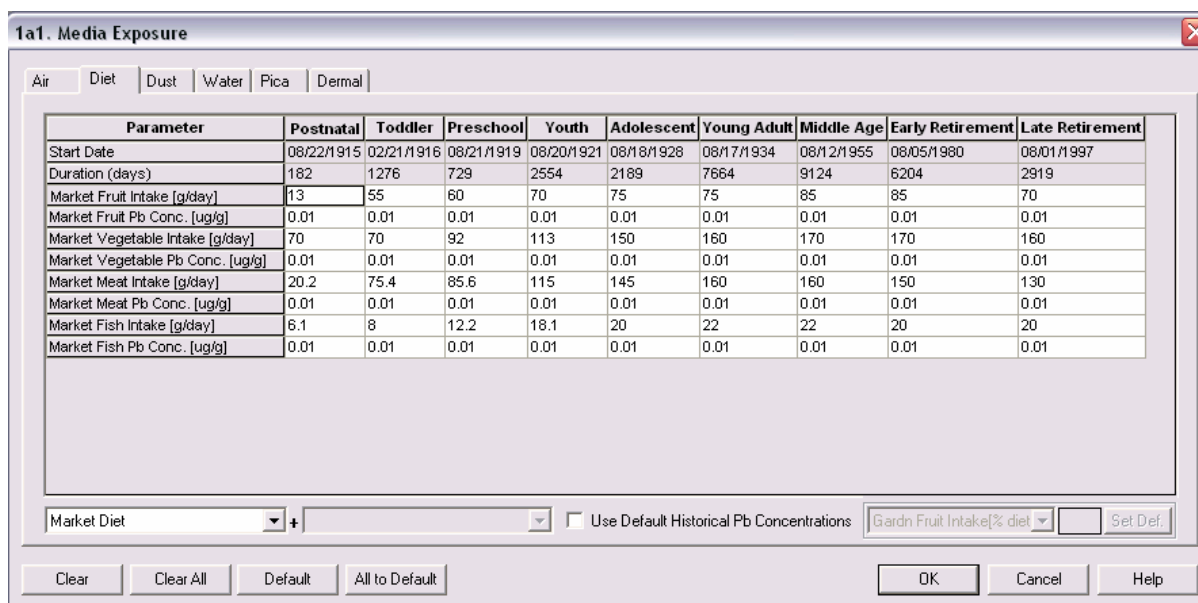 1a1. Media Exposure
Air Diet Dust Water Pica Dermal
Parameter Postnatal Toddler Preschool Youth Adolescent Young Adult Middle Age Early Retirement Late Retirement
Start Date 08/22/1915 02/21/1916 08/21/1919 08/20/1921 08/18/1928 08/17/1934 08/12/1955 08/05/1980 08/01/1997
Duration (days) 182 1276 729 2554 2189 7664 9124 6204 2919
Market Fruit Intake [g/day] 13 55 60 70 75 75 85 85 70
Market Fruit Pb Conc. [ug/g] 0.01 0.01 0.01 0.01 0.01 0.01 0.01 0.01 0.01
Market Vegetable Intake [g/day] 70 70 92 113 150 160 170 170 160
Market Vegetable Pb Conc. [ug/g] 0.01 0.01 0.01 0.01 0.01 0.01 0.01 0.01 0.01
Market Meat Intake [g/day] 20.2 75.4 85.6 115 145 160 160 150 130
Market Meat Pb Conc. [ug/g] 0.01 0.01 0.01 0.01 0.01 0.01 0.01 0.01 0.01
Market Fish Intake [g/day] 6.1 8 12.2 18.1 20 22 22 20 20
Market Fish Pb Conc. [ug/g] 0.01 0.01 0.01 0.01 0.01 0.01 0.01 0.01 0.01
Market Diet + Use Default Historical Pb Concentrations Gardn Fruit Intake[% diet Set Def.
Clear Clear All Default All to Default OK Cancel Help